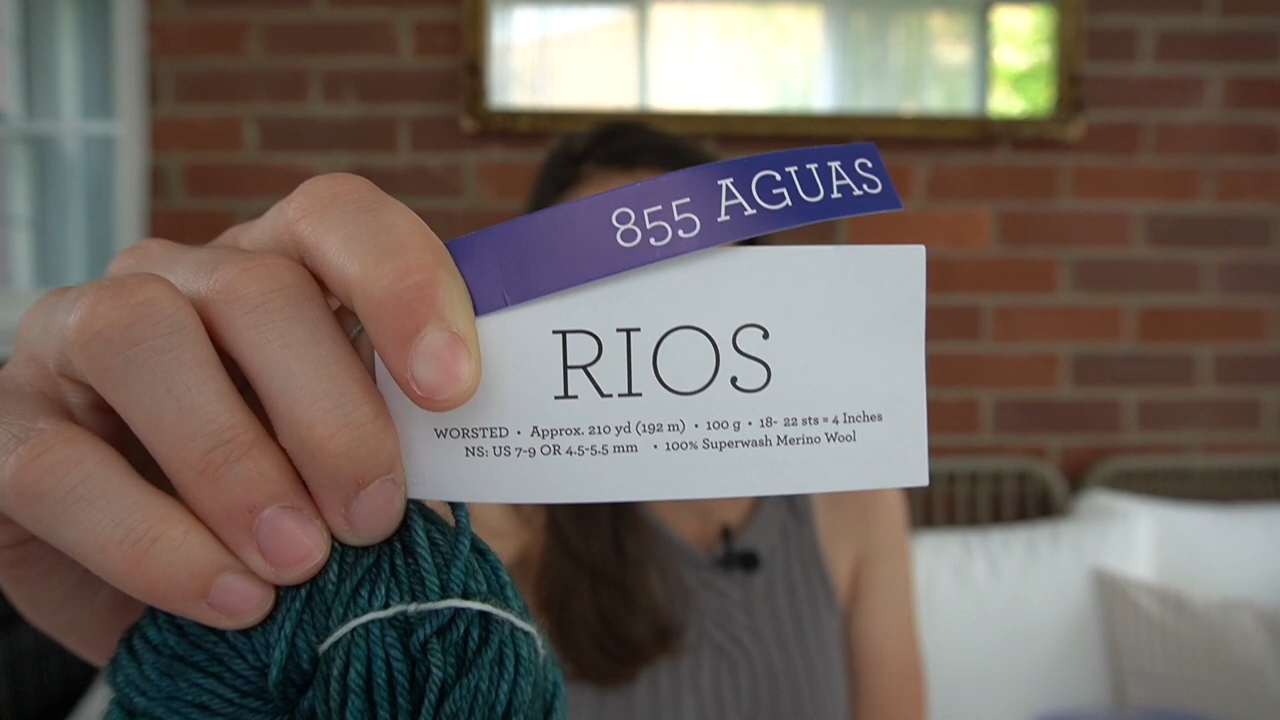 855 AGUAS
RIOS
WORSTED • Approx. 210 yd (192 m) • 100 g • 18- 22 sts = 4 Inches
NS: US 7-9 OR 4.5-5.5 mm • 100% Superwash Merino Wool